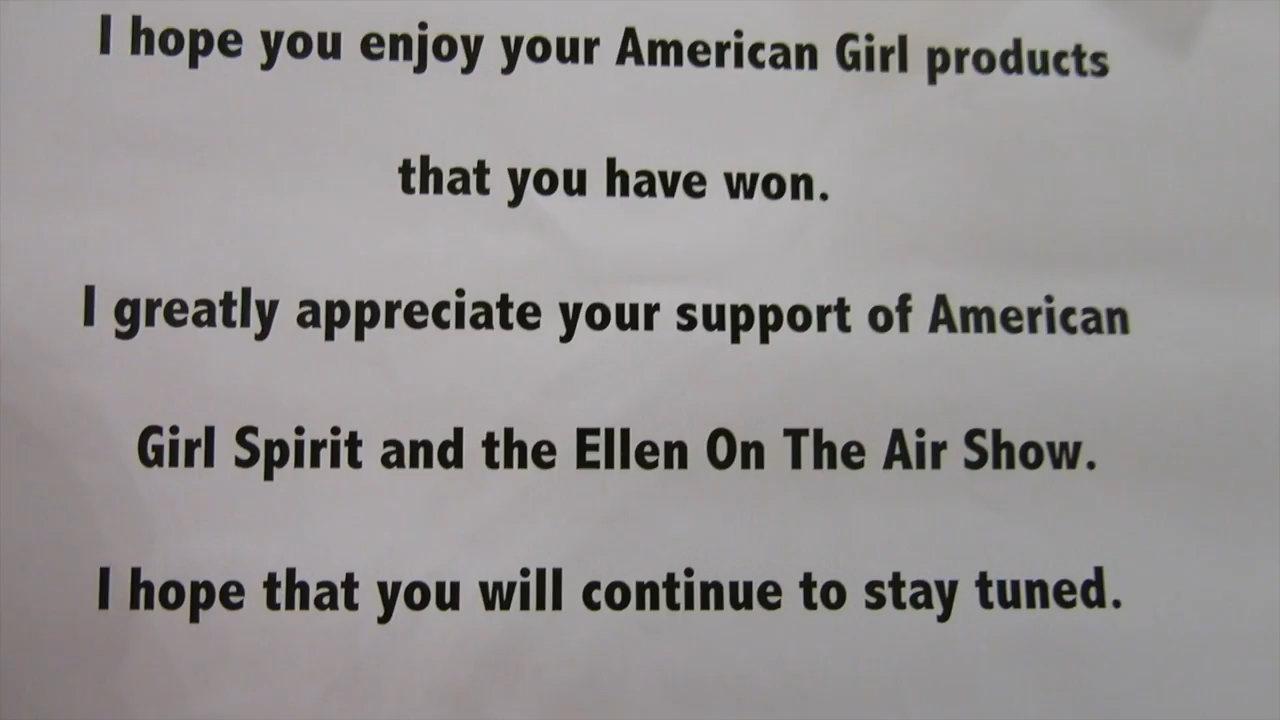 I hope you enjoy your American Girl products
that you have won.
I greatly appreciate your support of American
Girl Spirit and the Ellen On The Air Show.
I hope that you will continue to stay tuned.